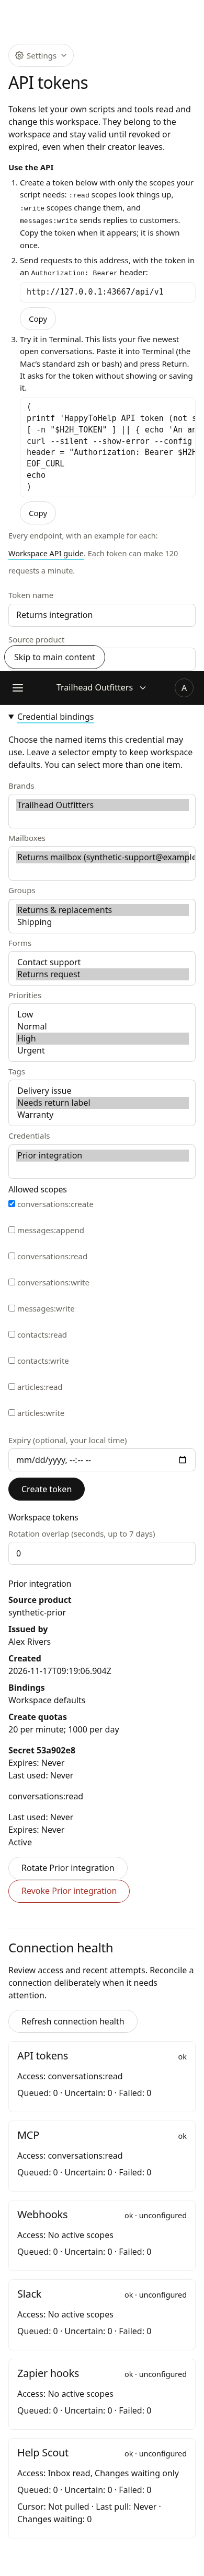 Settings
API tokens
Tokens let your own scripts and tools read and
change this workspace. They belong to the
workspace and stay valid until revoked or
expired, even when their creator leaves.
Use the API
1. Create a token below with only the scopes your
script needs: :read scopes look things up,
:write scopes change them, and
messages:write sends replies to customers.
Copy the token when it appears; it is shown
once.
2. Send requests to this address, with the token in
an Authorization: Bearer header:
http://127.0.0.1:43667/api/v1
Copy
3. Try it in Terminal. This lists your five newest
open conversations. Paste it into Terminal (the
Mac's standard zsh or bash) and press Return.
It asks for the token without showing or saving
it.
(
printf 'HappyToHelp API token (not s
[ -n "$H2H_TOKEN" ] || { echo 'An am
curl --silent --show-error --config
header = "Authorization: Bearer $H2H
EOF_CURL
echo
)
Copy
Every endpoint, with an example for each:
Workspace API guide. Each token can make 120
requests a minute.
Token name
Returns integration
Source product
Skip to main content
Trailhead Outfitters
A
▼ Credential bindings
Choose the named items this credential may
use. Leave a selector empty to keep workspace
defaults. You can select more than one item.
Brands
Trailhead Outfitters
Mailboxes
Returns mailbox (synthetic-support@example
Groups
Returns & replacements
Shipping
Forms
Contact support
Returns request
Priorities
Low
Normal
High
Urgent
Tags
Delivery issue
Needs return label
Warranty
Credentials
Prior integration
Allowed scopes
conversations:create
messages:append
conversations:read
conversations:write
messages:write
contacts:read
contacts:write
articles:read
articles:write
Expiry (optional, your local time)
mm/dd/yyyy, --:-- --
Create token
Workspace tokens
Rotation overlap (seconds, up to 7 days)
0
Prior integration
Source product
synthetic-prior
Issued by
Alex Rivers
Created
2026-11-17T09:19:06.904Z
Bindings
Workspace defaults
Create quotas
20 per minute; 1000 per day
Secret 53a902e8
Expires: Never
Last used: Never
conversations:read
Last used: Never
Expires: Never
Active
Rotate Prior integration
Revoke Prior integration
Connection health
Review access and recent attempts. Reconcile a
connection deliberately when it needs
attention.
Refresh connection health
API tokens ok
Access: conversations:read
Queued: 0 · Uncertain: 0 · Failed: 0
MCP ok
Access: conversations:read
Queued: 0 · Uncertain: 0 · Failed: 0
Webhooks ok · unconfigured
Access: No active scopes
Queued: 0 · Uncertain: 0 · Failed: 0
Slack ok · unconfigured
Access: No active scopes
Queued: 0 · Uncertain: 0 · Failed: 0
Zapier hooks ok · unconfigured
Access: No active scopes
Queued: 0 · Uncertain: 0 · Failed: 0
Help Scout ok · unconfigured
Access: Inbox read, Changes waiting only
Queued: 0 · Uncertain: 0 · Failed: 0
Cursor: Not pulled · Last pull: Never ·
Changes waiting: 0